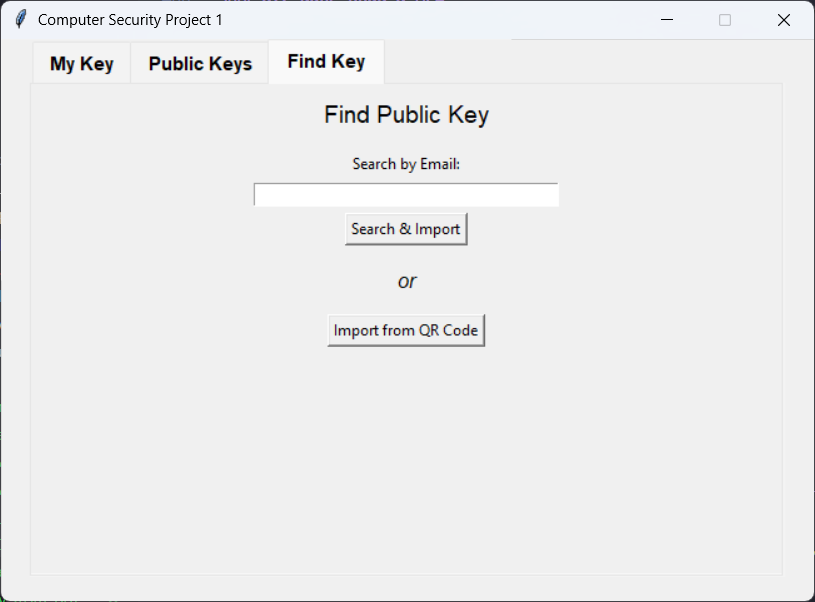 Computer Security Project 1
My Key Public Keys Find Key
Find Public Key
Search by Email:
Search & Import
or
Import from QR Code